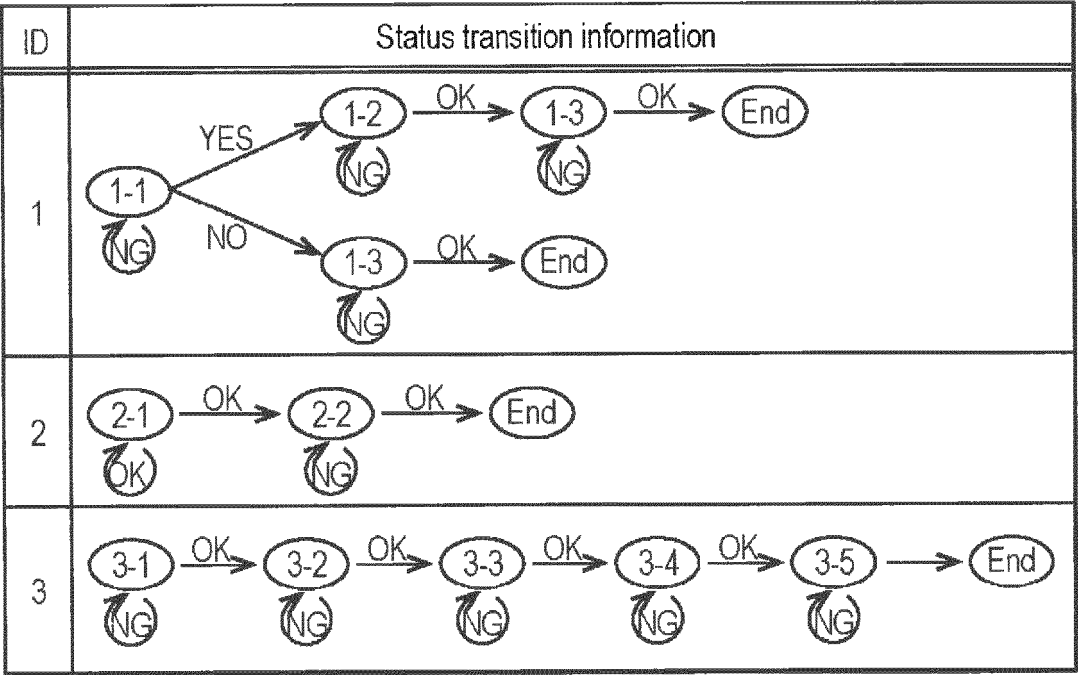 ID Status transition information
1
1-2 OK 1-3 OK End
NG NG
YES
1-1
NG
NO
1-3 OK End
NG
2
2-1 OK 2-2 OK End
OK NG
3
3-1 OK 3-2 OK 3-3 OK 3-4 OK 3-5 End
NG NG NG NG NG